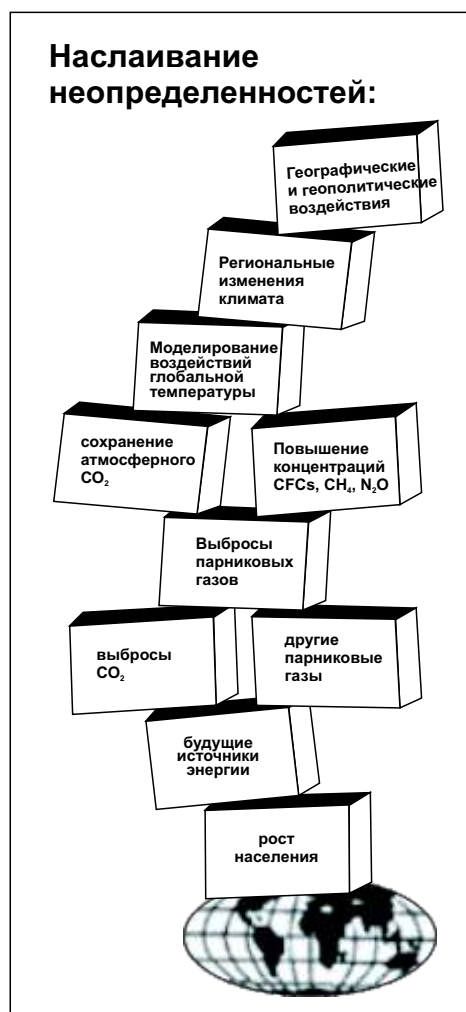 Наслаивание
неопределенностей:
Географические
и геополитические
воздействия
Региональные
изменения
климата
Моделирование
воздействий
глобальной
температуры
сохранение
атмосферного
CO₂
Повышение
концентраций
CFCs, CH₄, N₂O
Выбросы
парниковых
газов
выбросы
CO₂
другие
парниковые
газы
будущие
источники
энергии
рост
населения